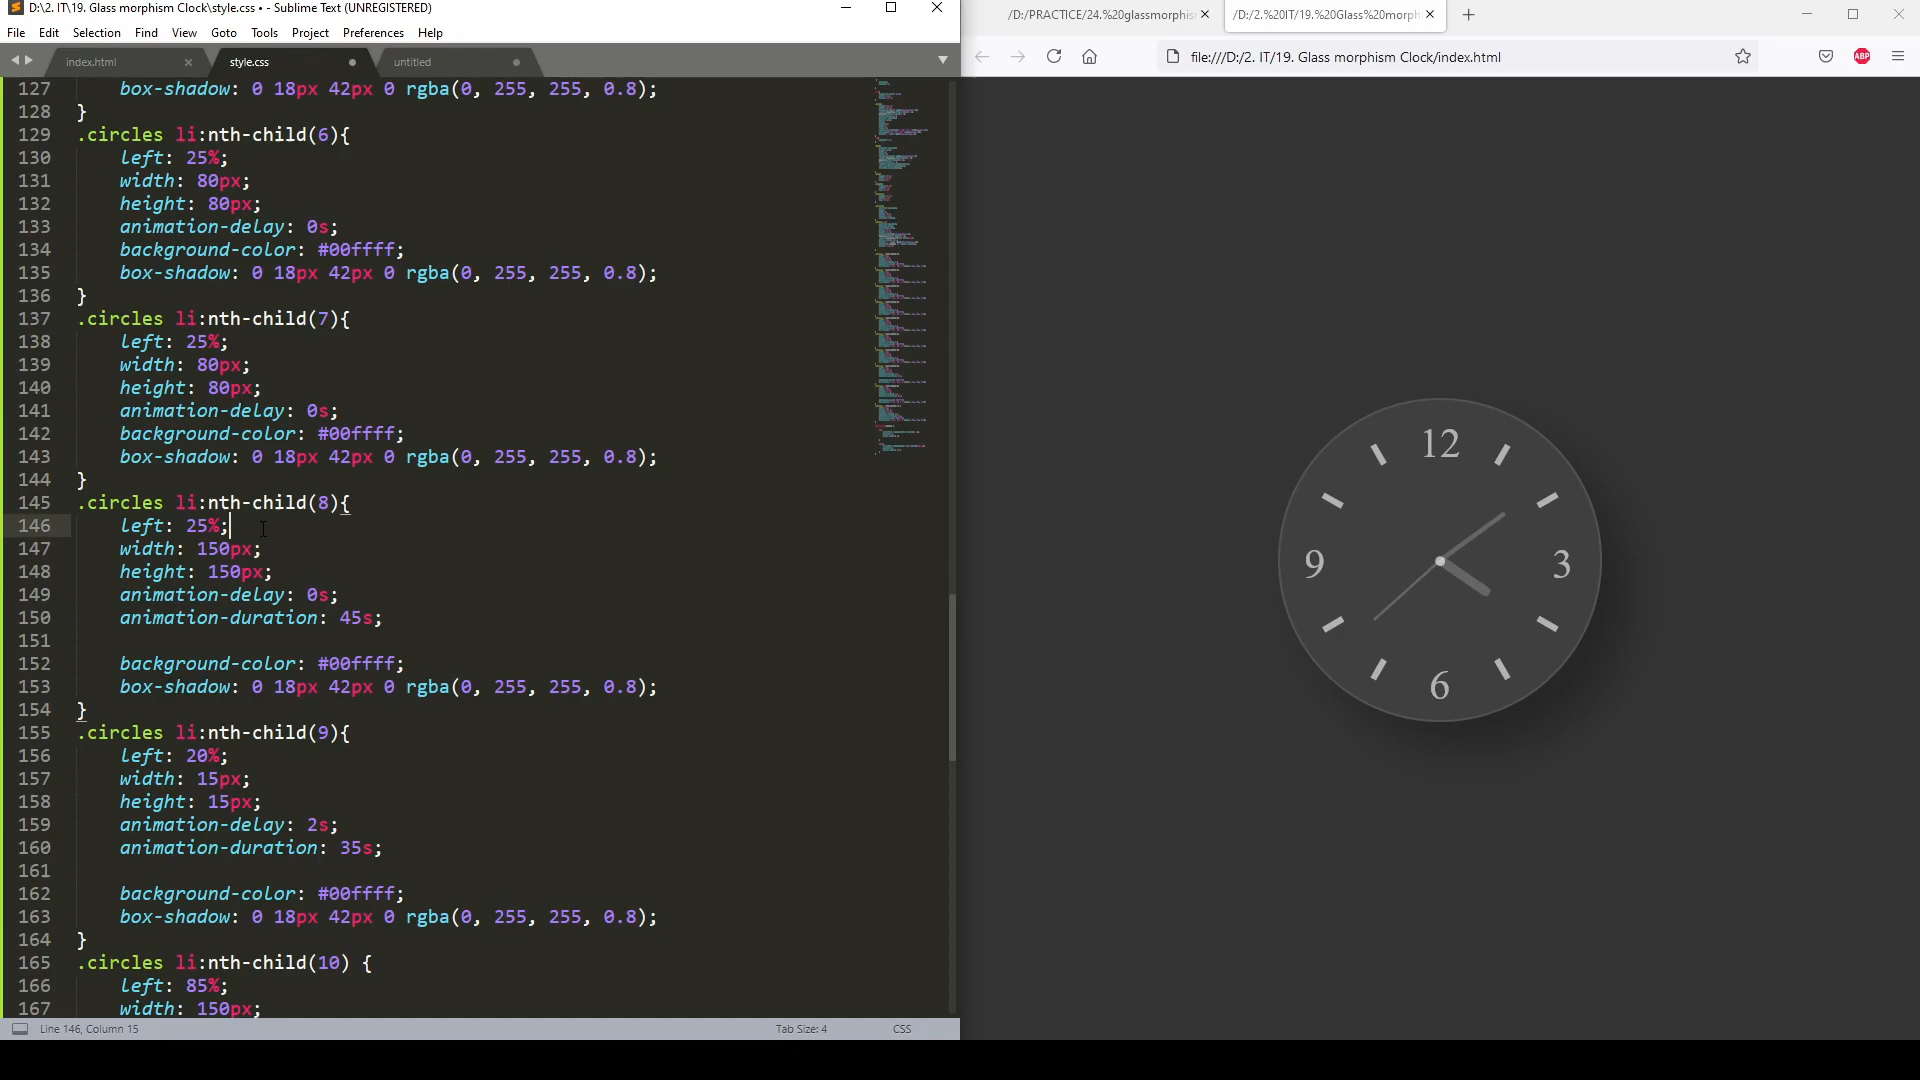 D:\2. IT\19. Glass morphism Clock\style.css • - Sublime Text (UNREGISTERED)
File Edit Selection Find View Goto Tools Project Preferences Help
index.html style.css untitled
127 box-shadow: 0 18px 42px 0 rgba(0, 255, 255, 0.8);
128 }
129 .circles li:nth-child(6){
130 left: 25%;
131 width: 80px;
132 height: 80px;
133 animation-delay: 0s;
134 background-color: #00ffff;
135 box-shadow: 0 18px 42px 0 rgba(0, 255, 255, 0.8);
136 }
137 .circles li:nth-child(7){
138 left: 25%;
139 width: 80px;
140 height: 80px;
141 animation-delay: 0s;
142 background-color: #00ffff;
143 box-shadow: 0 18px 42px 0 rgba(0, 255, 255, 0.8);
144 }
145 .circles li:nth-child(8){
146 left: 25%;
147 width: 150px;
148 height: 150px;
149 animation-delay: 0s;
150 animation-duration: 45s;
151
152 background-color: #00ffff;
153 box-shadow: 0 18px 42px 0 rgba(0, 255, 255, 0.8);
154 }
155 .circles li:nth-child(9){
156 left: 20%;
157 width: 15px;
158 height: 15px;
159 animation-delay: 2s;
160 animation-duration: 35s;
161
162 background-color: #00ffff;
163 box-shadow: 0 18px 42px 0 rgba(0, 255, 255, 0.8);
164 }
165 .circles li:nth-child(10) {
166 left: 85%;
167 width: 150px;
Line 146, Column 15 Tab Size: 4 CSS
/D:/PRACTICE/24.%20glassmorphis /D:/2.%20IT/19.%20Glass%20morph
file:///D:/2. IT/19. Glass morphism Clock/index.html
ABP
12
9 3
6